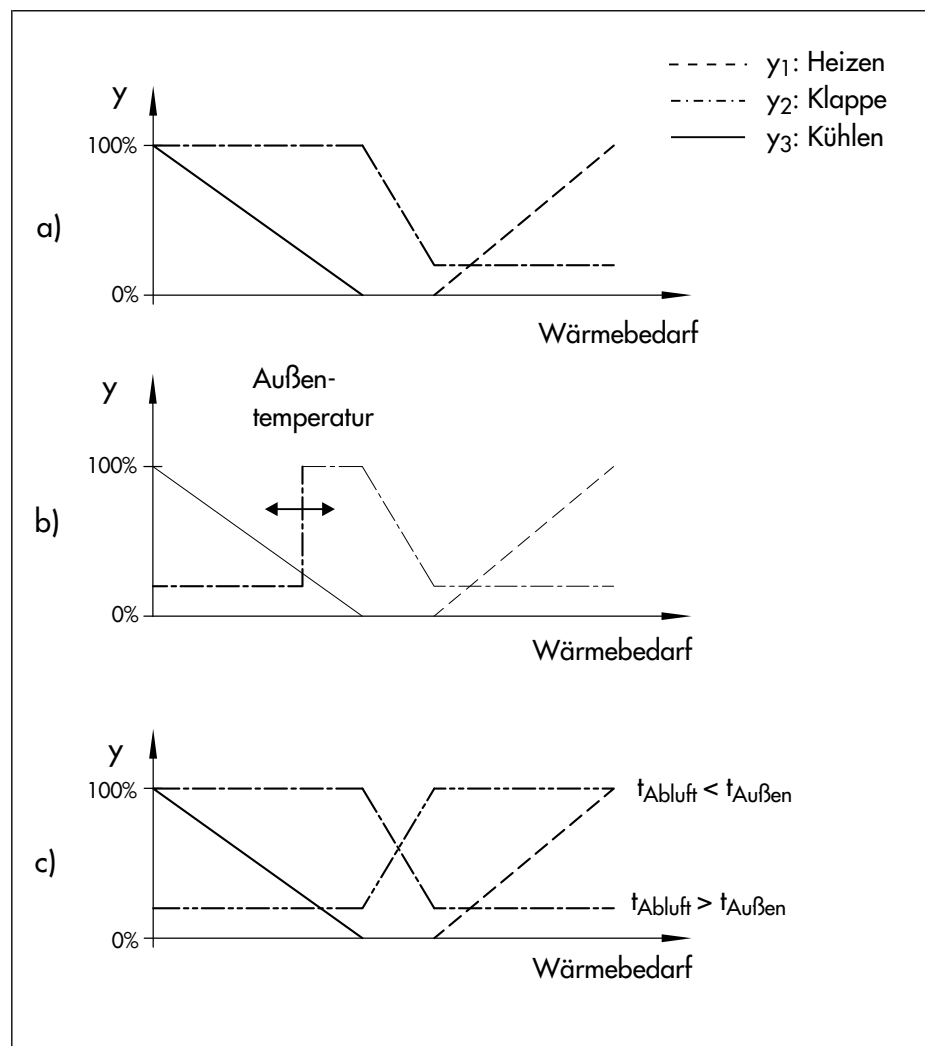 y1: Heizen
y2: Klappe
y3: Kühlen
y
100%
a)
0%
Wärmebedarf
Außen-
temperatur
y
100%
b)
0%
Wärmebedarf
y
100%
tAbluft < tAußen
c)
tAbluft > tAußen
0%
Wärmebedarf